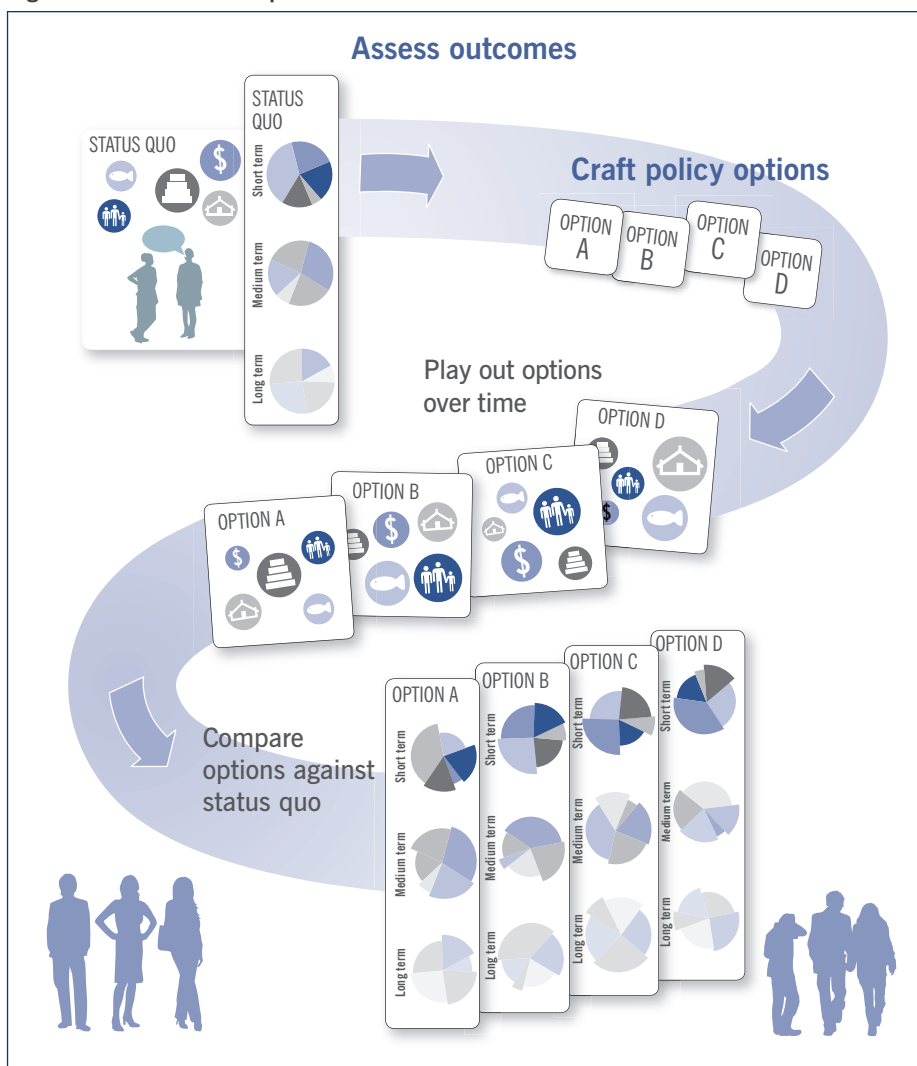 Assess outcomes
STATUS QUO
$
STATUS
QUO
Short term
Medium term
Long term
Craft policy options
OPTION
A
OPTION
B
OPTION
C
OPTION
D
Play out options
over time
OPTION A
$
OPTION B
$
OPTION C
$
OPTION D
$
Compare
options against
status quo
OPTION A
Short term
Medium term
Long term
OPTION B
Short term
Medium term
Long term
OPTION C
Short term
Medium term
Long term
OPTION D
Short term
Medium term
Long term